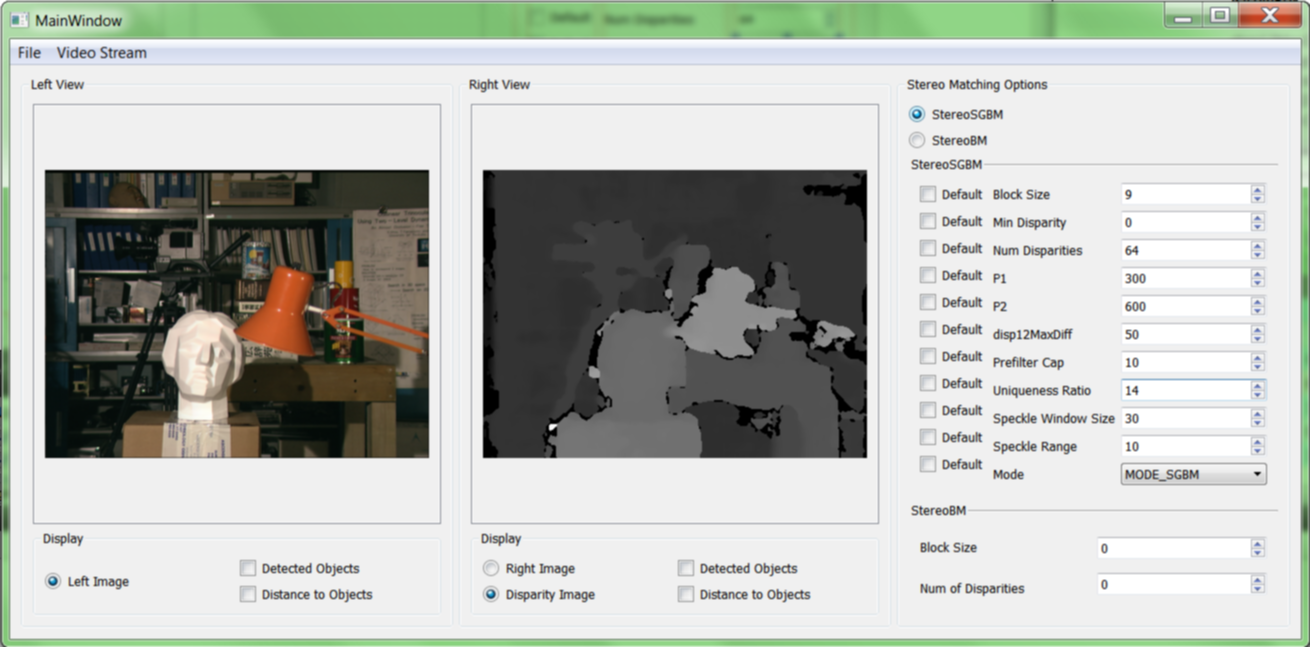 MainWindow
File Video Stream
Left View
Right View
Stereo Matching Options
StereoSGBM
StereoBM
StereoSGBM
Default Block Size 9
Default Min Disparity 0
Default Num Disparities 64
Default P1 300
Default P2 600
Default disp12MaxDiff 50
Default Prefilter Cap 10
Default Uniqueness Ratio 14
Default Speckle Window Size 30
Default Speckle Range 10
Default Mode MODE_SGBM
StereoBM
Block Size 0
Num of Disparities 0
Display
Left Image
Detected Objects
Distance to Objects
Display
Right Image
Disparity Image
Detected Objects
Distance to Objects